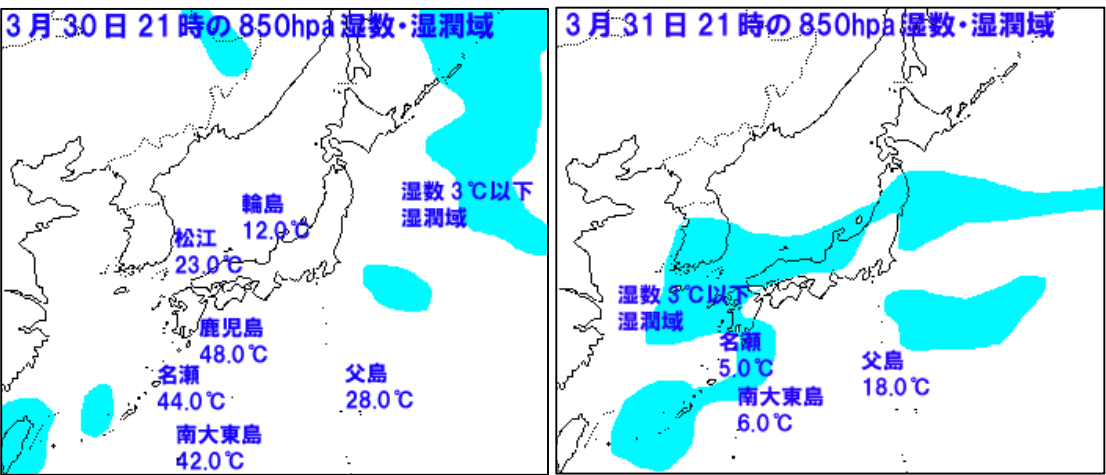 3月30日21時の850hpa湿数・湿潤域
湿数3℃以下
湿潤域
輪島
12.0℃
松江
23.0℃
鹿児島
48.0℃
名瀬
44.0℃
父島
28.0℃
南大東島
42.0℃
3月31日21時の850hpa湿数・湿潤域
湿数3℃以下
湿潤域
名瀬
5.0℃
父島
18.0℃
南大東島
6.0℃